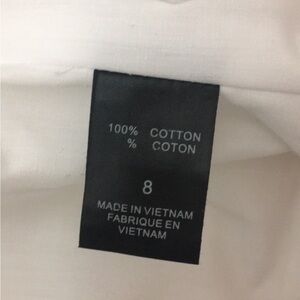 100% COTTON
% COTON
8
MADE IN VIETNAM
FABRIQUE EN
VIETNAM